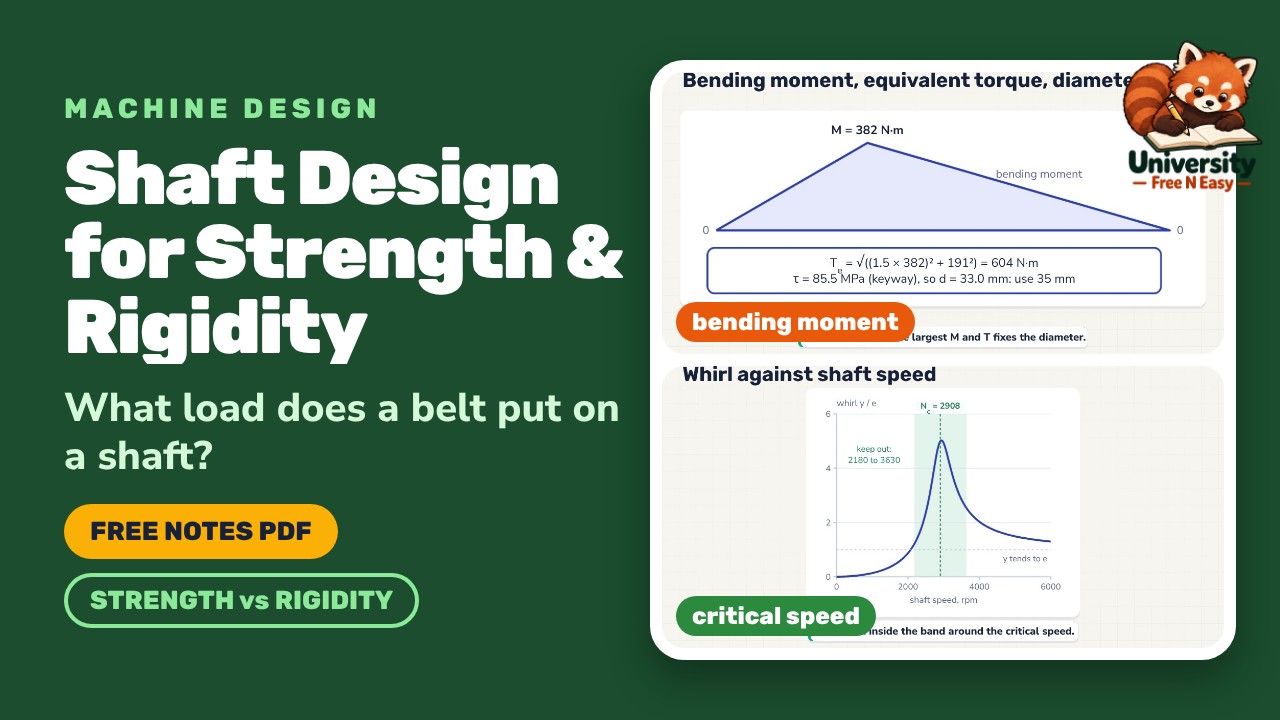 MACHINE DESIGN
Shaft Design
for Strength &
Rigidity
What load does a belt put on
a shaft?
FREE NOTES PDF
STRENGTH vs RIGIDITY
Bending moment, equivalent torque,
M = 382 N·m
bending moment
0
0
Te = √((1.5 × 382)² + 191²) = 604 N·m
τ = 85.5 MPa (keyway), so d = 33.0 mm: use 35 mm
bending moment
largest M and T fixes the diameter.
Whirl against shaft speed
whirl y / e
Nc = 2908
6
keep out:
2180 to 3630
4
2
y tends to e
0
0 2000 4000 6000
shaft speed, rpm
critical speed
inside the band around the critical speed.
University
Free N Easy